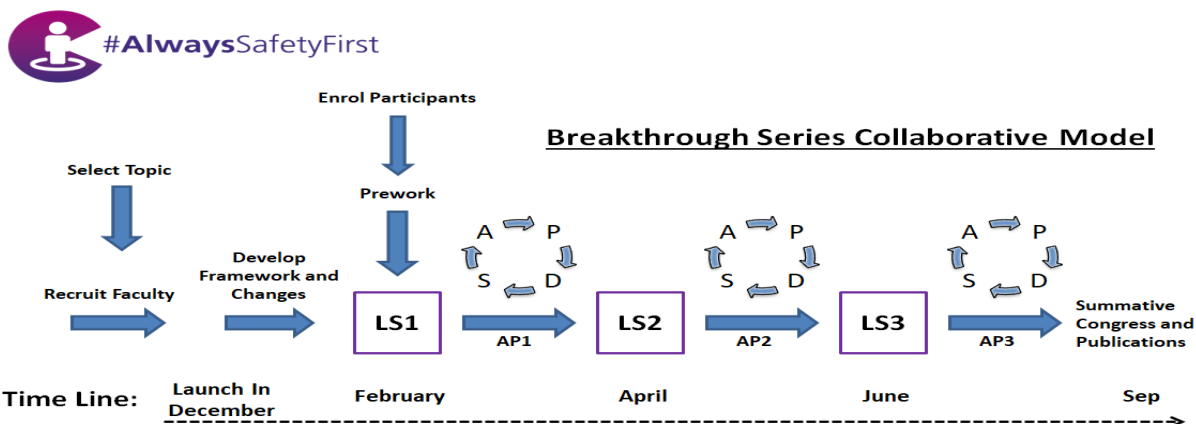 #AlwaysSafetyFirst
Enrol Participants
Breakthrough Series Collaborative Model
Select Topic
Prework
Develop
Framework and
Changes
Recruit Faculty
A P
S D
A P
S D
A P
S D
LS1
AP1
LS2
AP2
LS3
AP3
Summative
Congress and
Publications
Time Line:
Launch In
December
February
April
June
Sep